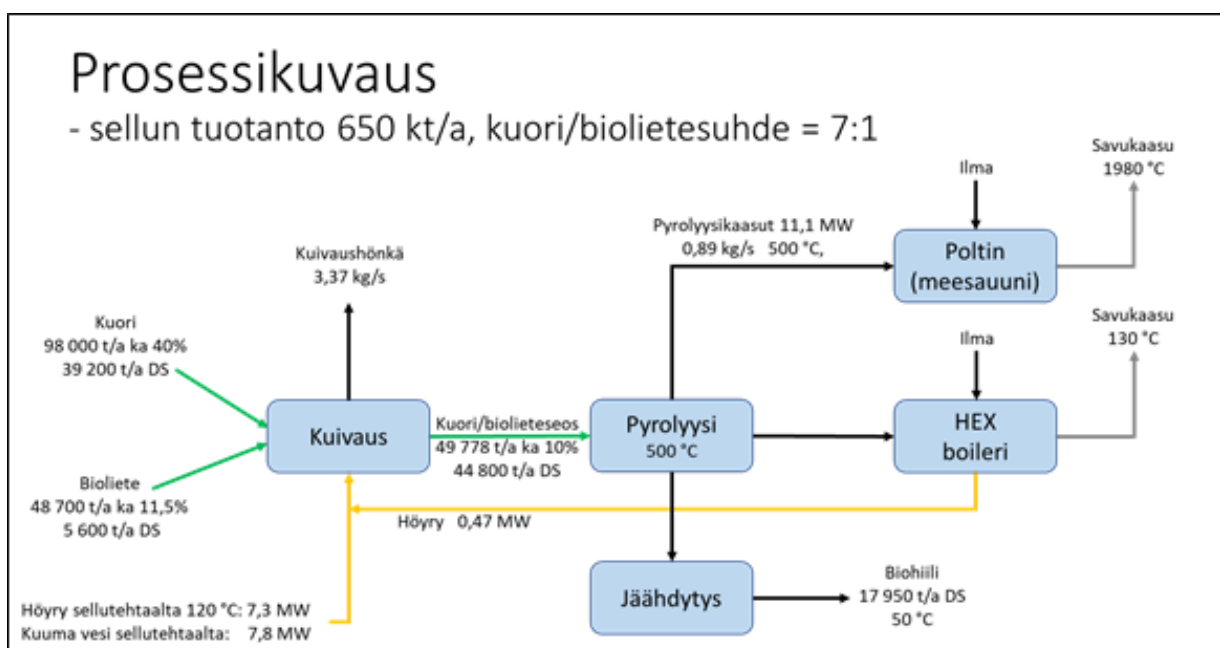 Prosessikuvaus
- sellun tuotanto 650 kt/a, kuori/biolietesuhde = 7:1
Savukaasu
1980 °C
Ilma
Pyrolyysikaasut 11,1 MW
0,89 kg/s 500 °C,
Poltin
(meesauuni)
Kuivaushönkä
3,37 kg/s
Savukaasu
130 °C
Ilma
Kuori
98 000 t/a ka 40%
39 200 t/a DS
Kuivaus
Kuori/biolieteseos
49 778 t/a ka 10%
44 800 t/a DS
Pyrolyysi
500 °C
HEX
boileri
Bioliete
48 700 t/a ka 11,5%
5 600 t/a DS
Höyry 0,47 MW
Jäähdytys
Biohiili
17 950 t/a DS
50 °C
Höyry sellutehtaalta 120 °C: 7,3 MW
Kuuma vesi sellutehtaalta: 7,8 MW